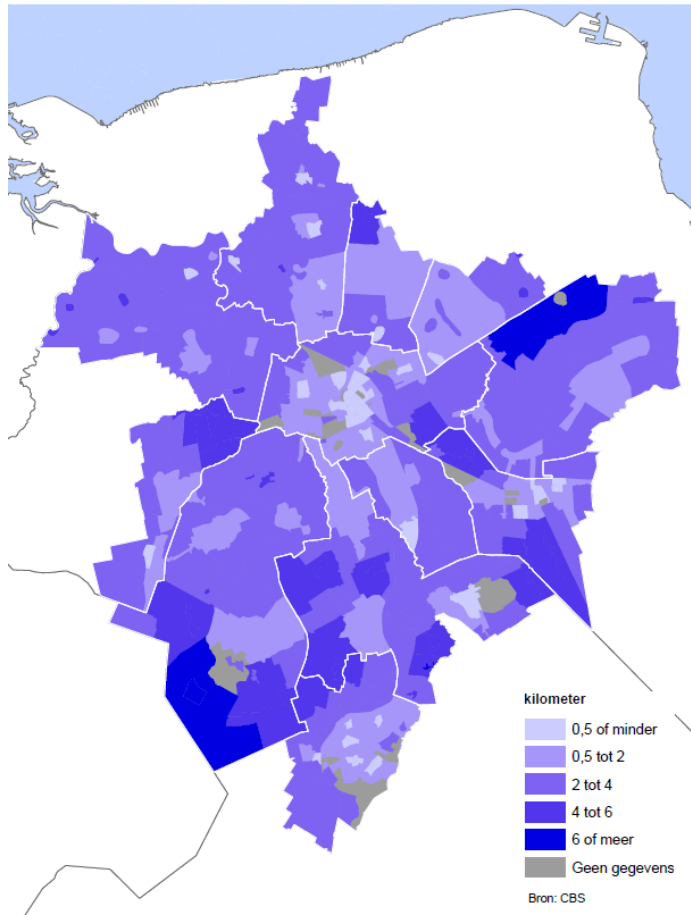 kilometer
0,5 of minder
0,5 tot 2
2 tot 4
4 tot 6
6 of meer
Geen gegevens
Bron: CBS